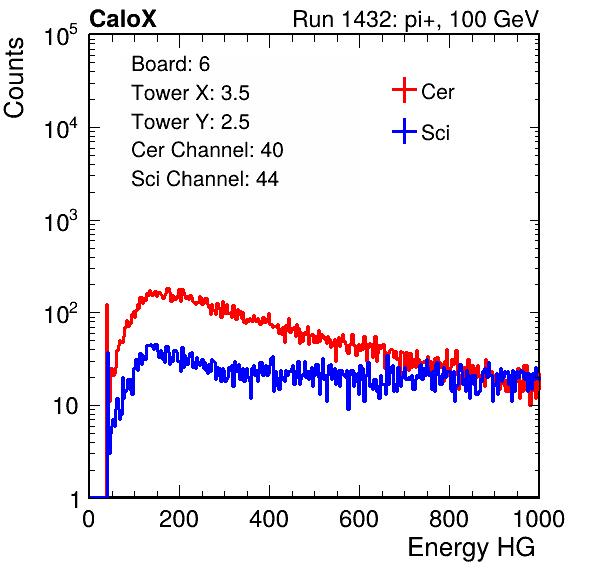 CaloX Run 1432: pi+, 100 GeV
Board: 6
Tower X: 3.5
Tower Y: 2.5
Cer Channel: 40
Sci Channel: 44
Cer
Sci
Counts
10^5
10^4
10^3
10^2
10
1
0 200 400 600 800 1000
Energy HG